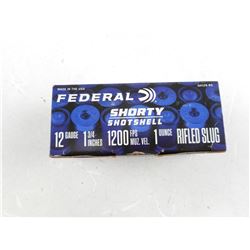 MADE IN THE USA
FEDERAL
SHORTY
SHOTSHELL
12 GAUGE
1 3/4 INCHES
1200 FPS MUZ. VEL.
1 OUNCE
RIFLED SLUG